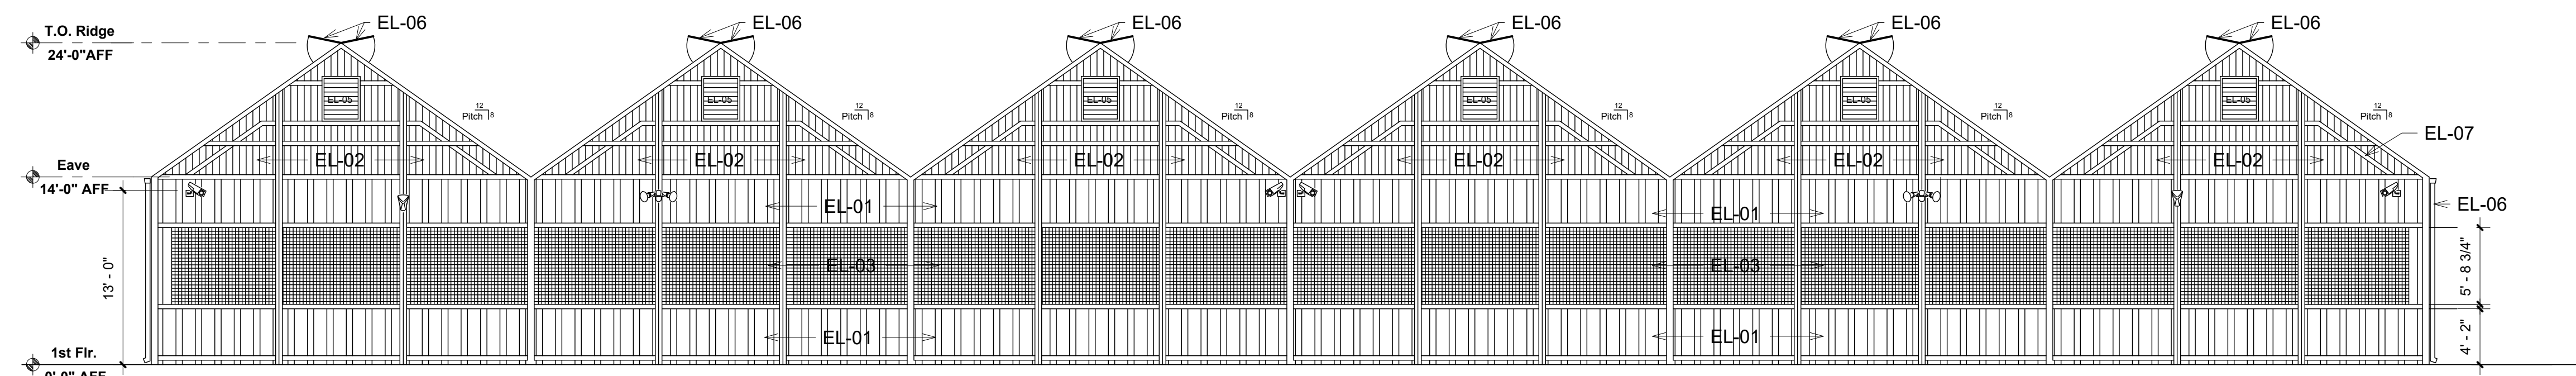 EL-06 EL-06 EL-06 EL-06 EL-06 EL-06
T.O. Ridge
24'-0"AFF
EL-05 EL-05 EL-05 EL-05 EL-05 EL-05
12 12 12 12 12 12
Pitch 8 Pitch 8 Pitch 8 Pitch 8 Pitch 8 Pitch 8
EL-07
EL-02 EL-02 EL-02 EL-02 EL-02 EL-02
Eave
14'-0" AFF
EL-01 EL-01
EL-06
13' - 0"
EL-03 EL-03
5' - 8 3/4"
EL-01 EL-01
4' - 2"
1st Flr.
0'-0" AFF